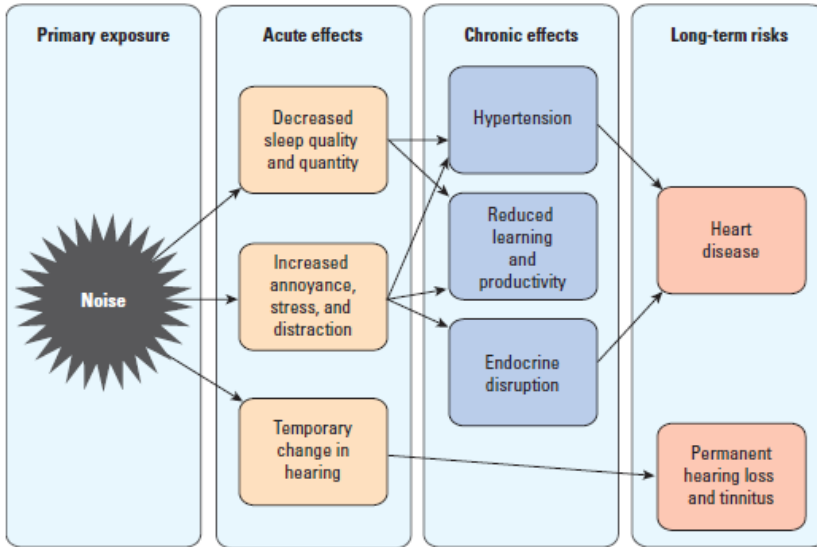 Primary exposure
Acute effects
Chronic effects
Long-term risks
Noise
Decreased
sleep quality
and quantity
Increased
annoyance,
stress, and
distraction
Temporary
change in
hearing
Hypertension
Reduced
learning
and
productivity
Endocrine
disruption
Heart
disease
Permanent
hearing loss
and tinnitus